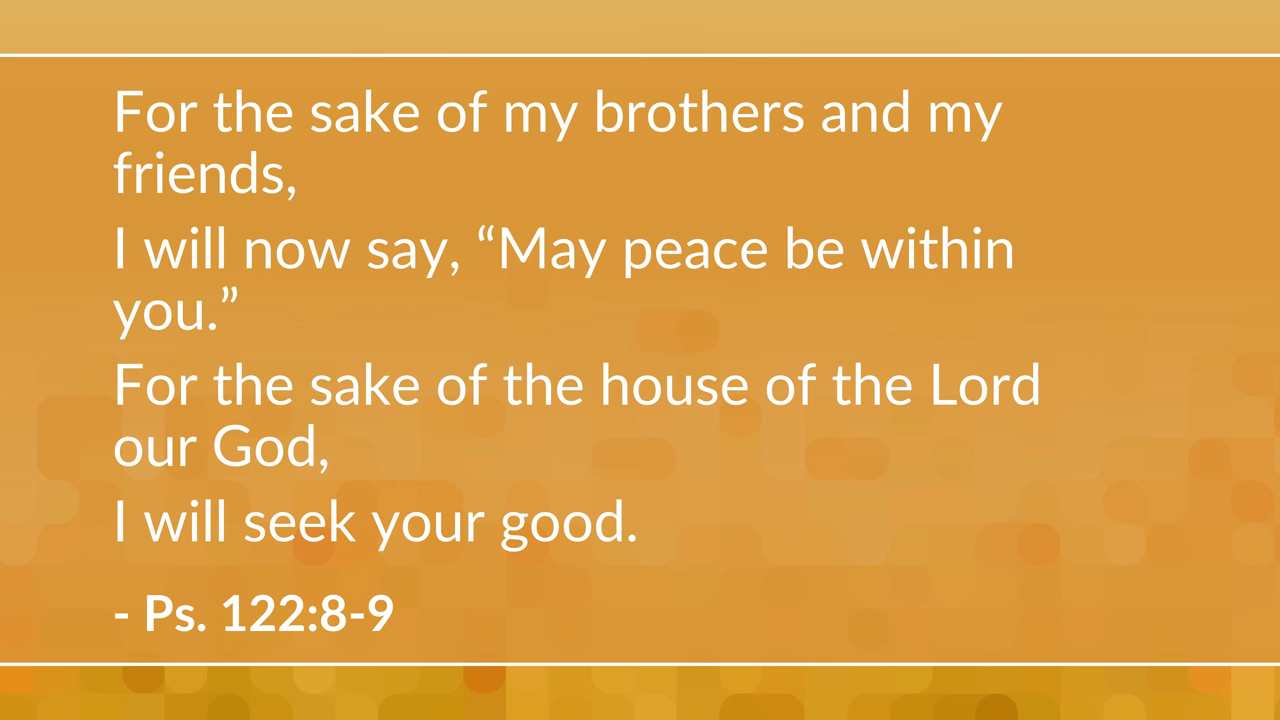 For the sake of my brothers and my
friends,
I will now say, “May peace be within
you.”
For the sake of the house of the Lord
our God,
I will seek your good.
- Ps. 122:8-9